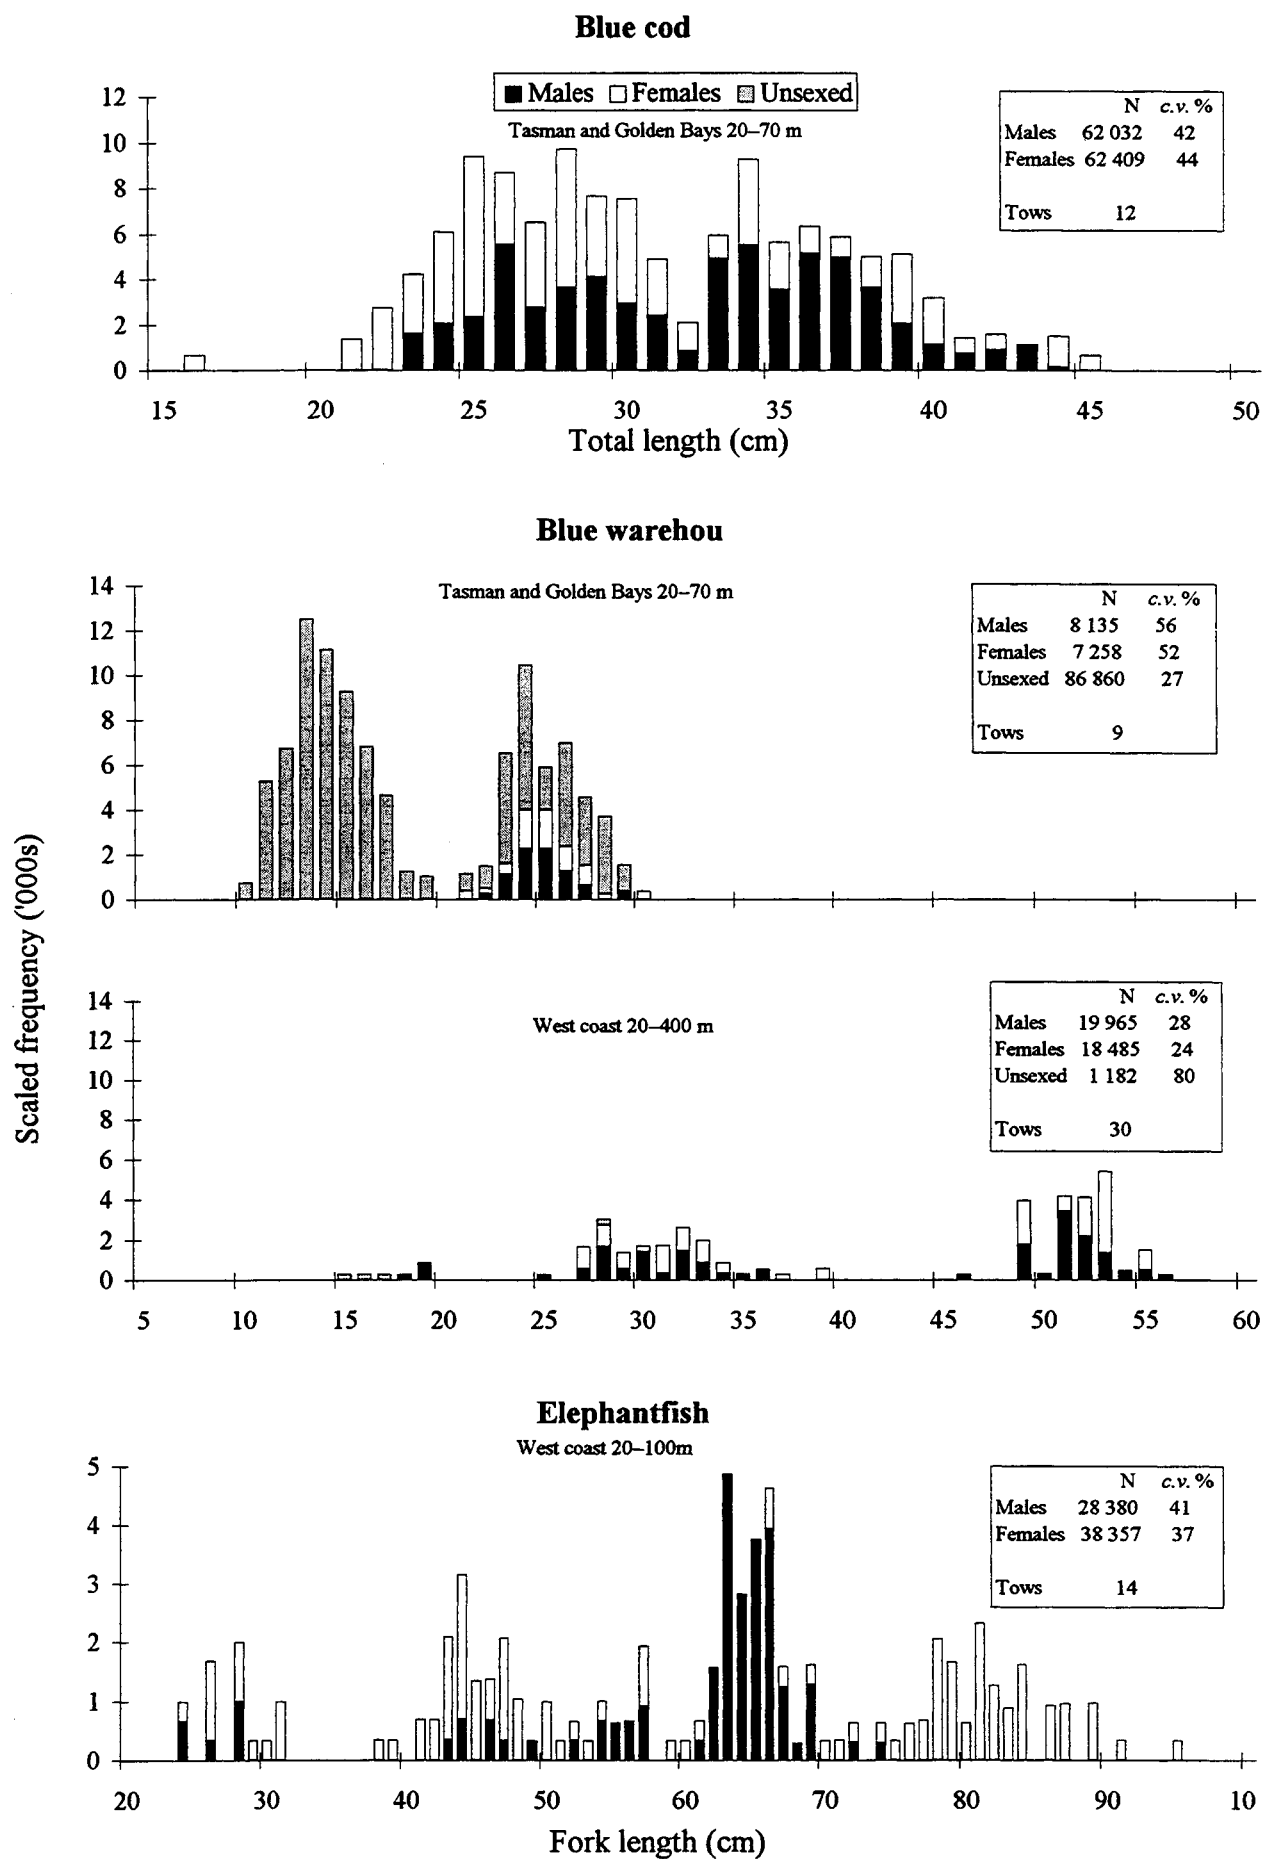 Blue cod
Males Females Unsexed
Tasman and Golden Bays 20–70 m
N c.v. %
Males 62 032 42
Females 62 409 44
Tows 12
12
10
8
6
4
2
0
15 20 25 30 35 40 45 50
Total length (cm)
Blue warehou
Tasman and Golden Bays 20–70 m
N c.v. %
Males 8 135 56
Females 7 258 52
Unsexed 86 860 27
Tows 9
14
12
10
8
6
4
2
0
Scaled frequency ('000s)
West coast 20–400 m
N c.v. %
Males 19 965 28
Females 18 485 24
Unsexed 1 182 80
Tows 30
14
12
10
8
6
4
2
0
5 10 15 20 25 30 35 40 45 50 55 60
Elephantfish
West coast 20–100m
N c.v. %
Males 28 380 41
Females 38 357 37
Tows 14
5
4
3
2
1
0
20 30 40 50 60 70 80 90 10
Fork length (cm)